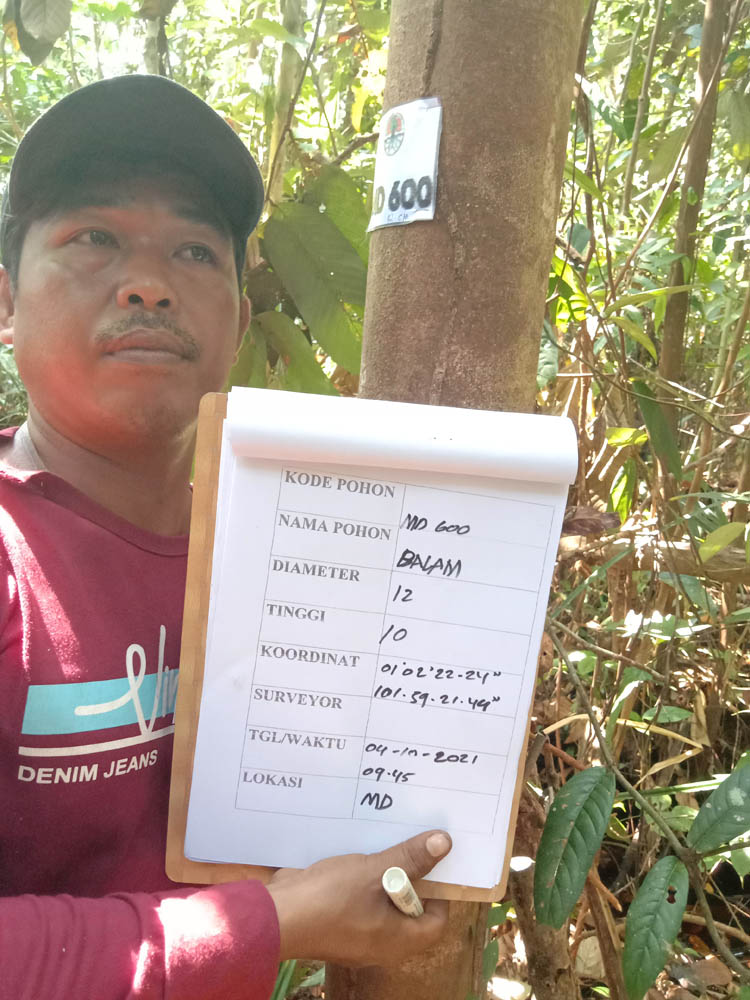 D 600
KODE POHON MD 600
NAMA POHON BALAM
DIAMETER 12
TINGGI 10
KOORDINAT 01°02'22-24"
101.59.21.49"
SURVEYOR
TGL/WAKTU 04-10-2021
09.45
LOKASI MD
DENIM JEANS